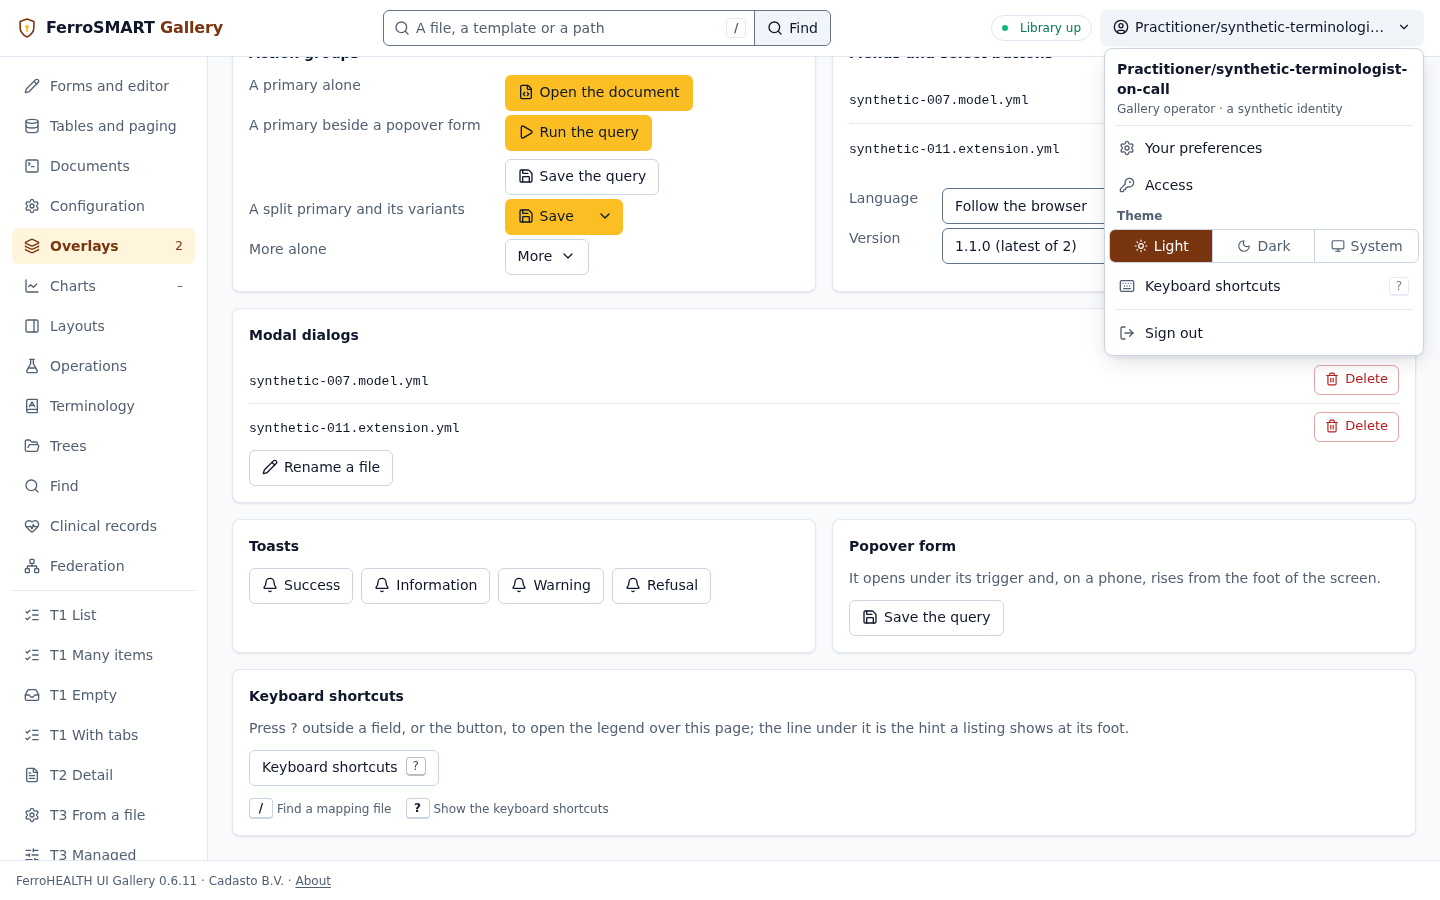 FerroSMART Gallery
A file, a template or a path
/
Find
Library up
Practitioner/synthetic-terminologi...
Practitioner/synthetic-terminologist-
on-call
Gallery operator · a synthetic identity
Your preferences
Access
Theme
Light
Dark
System
Keyboard shortcuts
?
Sign out
Forms and editor
Tables and paging
Documents
Configuration
Overlays
2
Charts
–
Layouts
Operations
Terminology
Trees
Find
Clinical records
Federation
T1 List
T1 Many items
T1 Empty
T1 With tabs
T2 Detail
T3 From a file
T3 Managed
Action groups
A primary alone
Open the document
A primary beside a popover form
Run the query
Save the query
A split primary and its variants
Save
More alone
More
synthetic-007.model.yml
synthetic-011.extension.yml
Language
Follow the browser
Version
1.1.0 (latest of 2)
Modal dialogs
synthetic-007.model.yml
Delete
synthetic-011.extension.yml
Delete
Rename a file
Toasts
Success
Information
Warning
Refusal
Popover form
It opens under its trigger and, on a phone, rises from the foot of the screen.
Save the query
Keyboard shortcuts
Press ? outside a field, or the button, to open the legend over this page; the line under it is the hint a listing shows at its foot.
Keyboard shortcuts ?
/ Find a mapping file ? Show the keyboard shortcuts
FerroHEALTH UI Gallery 0.6.11 · Cadasto B.V. · About